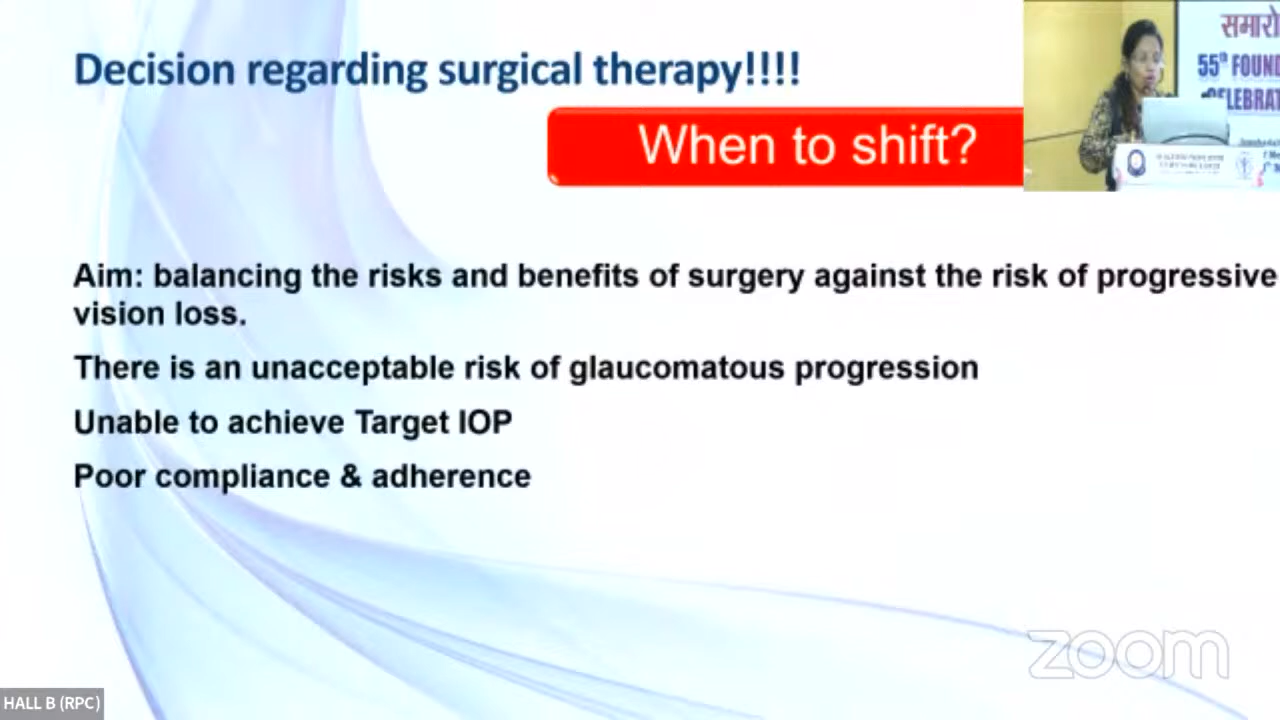 Decision regarding surgical therapy!!!!
When to shift?
समारो
55th FOUND
CELEBRAT
Aim: balancing the risks and benefits of surgery against the risk of progressive
vision loss.
There is an unacceptable risk of glaucomatous progression
Unable to achieve Target IOP
Poor compliance & adherence
zoom
HALL B (RPC)